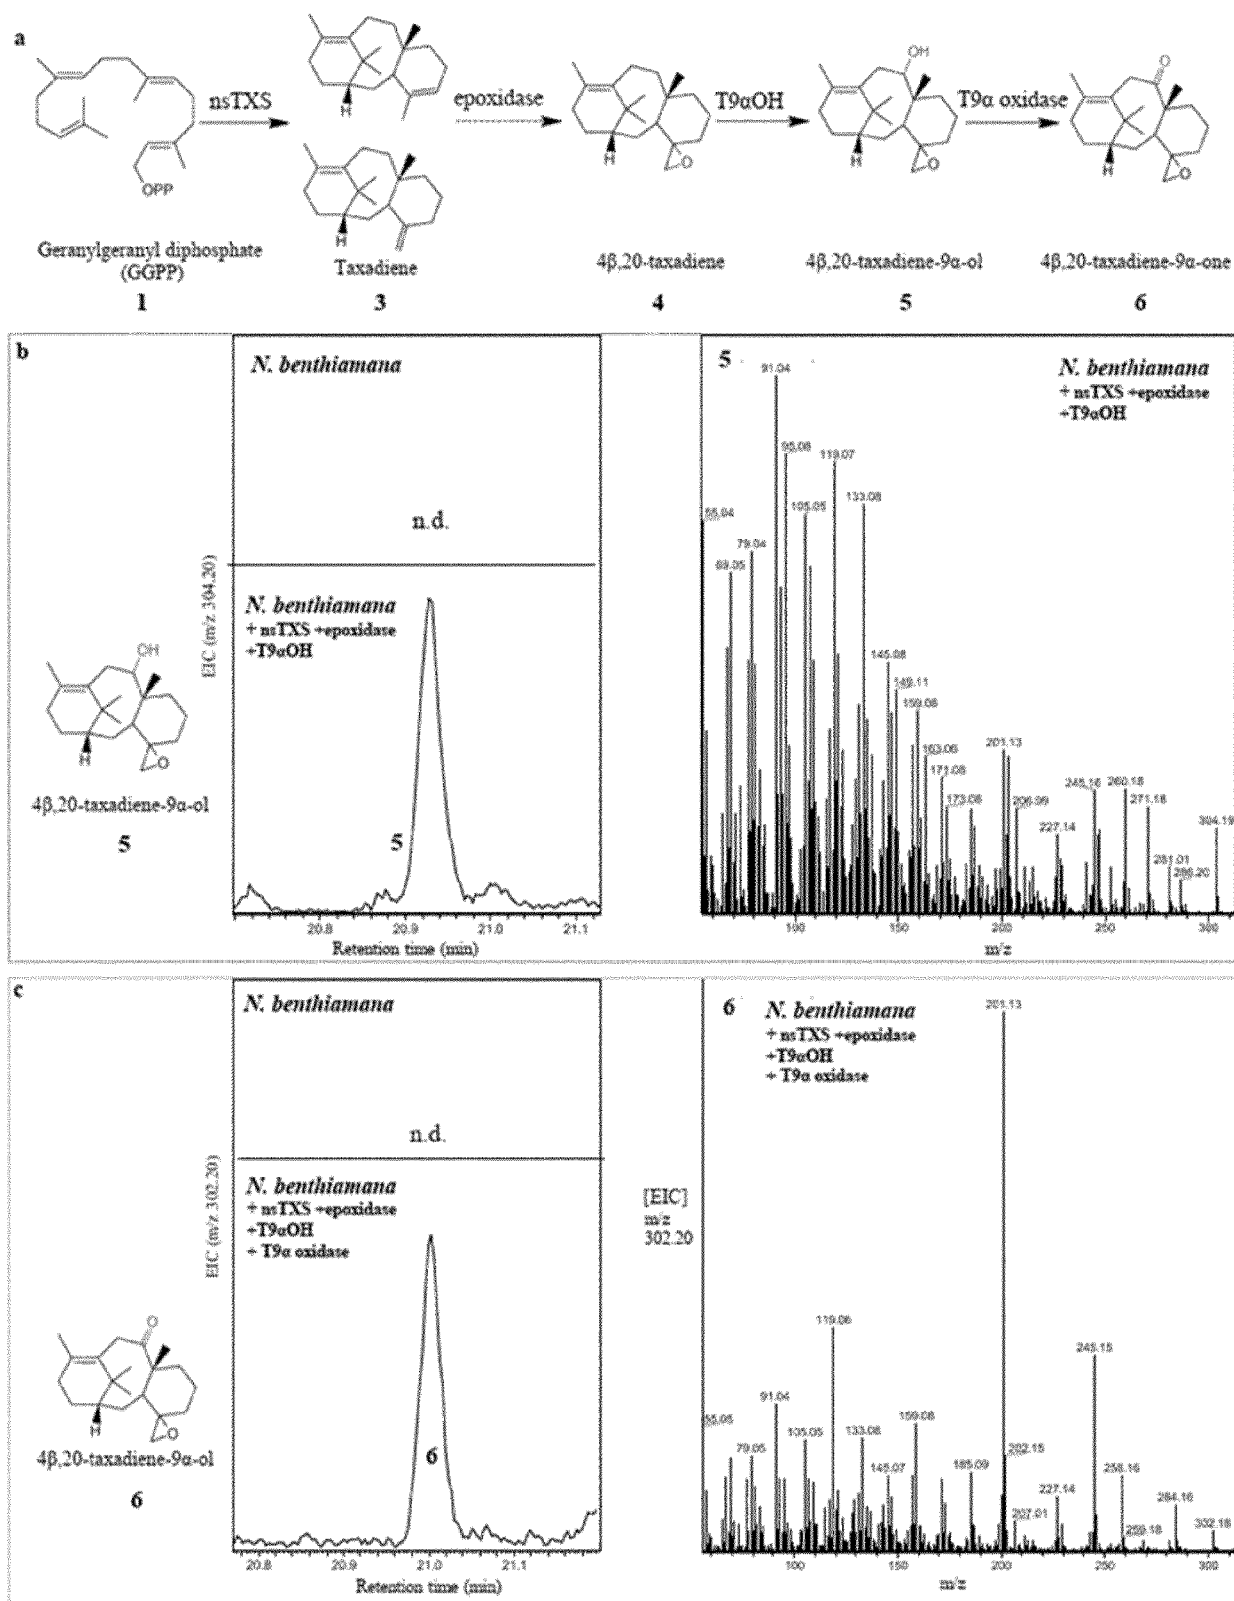 a
nsTXS
epoxidase
T9αOH
T9α oxidase
OH
O
OPP
H
H
H
O
H
O
H
O
Geranylgeranyl diphosphate
(GGPP)
Taxadiene
4β,20-taxadiene
4β,20-taxadiene-9α-ol
4β,20-taxadiene-9α-one
1
3
4
5
6
b
N. benthiamana
n.d.
EIC (m/z 304.20)
N. benthiamana
+ nsTXS +epoxidase
+T9αOH
5
20.8
20.9
21.0
21.1
Retention time (min)
OH
H
O
4β,20-taxadiene-9α-ol
5
5
N. benthiamana
+ nsTXS +epoxidase
+T9αOH
91.04
95.08
119.07
133.08
105.05
55.04
79.04
69.05
145.08
149.11
159.08
163.06
171.08
173.08
201.13
206.99
227.14
245.16
260.18
271.18
281.01
286.20
304.19
100
150
200
250
300
m/z
c
N. benthiamana
n.d.
EIC (m/z 302.20)
N. benthiamana
+ nsTXS +epoxidase
+T9αOH
+ T9α oxidase
6
20.8
20.9
21.0
21.1
Retention time (min)
O
H
O
4β,20-taxadiene-9α-ol
6
[EIC]
m/z
302.20
6
N. benthiamana
+ nsTXS +epoxidase
+T9αOH
+ T9α oxidase
201.13
119.06
245.15
91.04
55.05
105.05
133.08
159.08
79.05
145.07
185.09
202.15
207.01
227.14
258.16
269.18
284.16
302.18
100
150
200
250
300
m/z